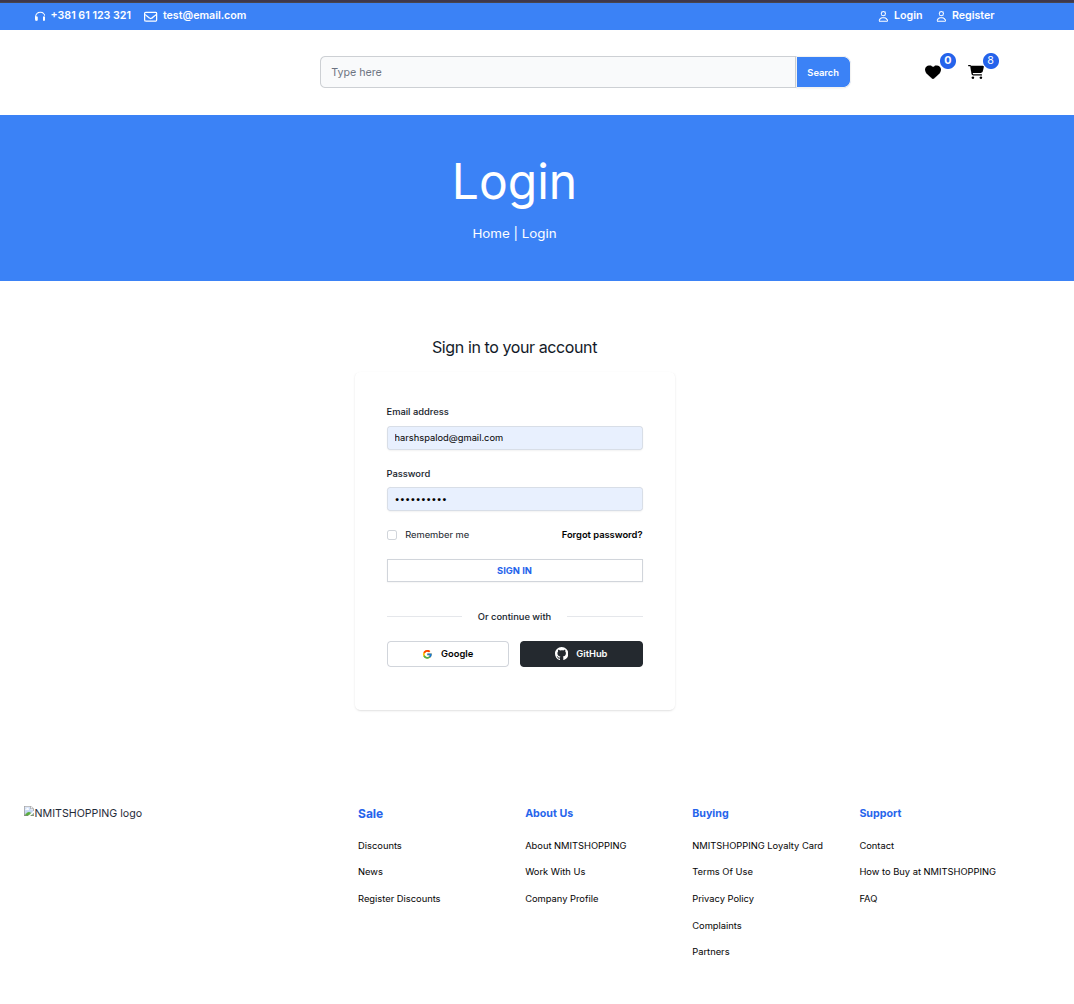 +381 61 123 321 test@email.com Login Register
Type here Search 0 8
Login
Home | Login
Sign in to your account
Email address
harshspalod@gmail.com
Password
••••••••••
Remember me Forgot password?
SIGN IN
Or continue with
Google GitHub
NMITSHOPPING logo
Sale
Discounts
News
Register Discounts
About Us
About NMITSHOPPING
Work With Us
Company Profile
Buying
NMITSHOPPING Loyalty Card
Terms Of Use
Privacy Policy
Complaints
Partners
Support
Contact
How to Buy at NMITSHOPPING
FAQ